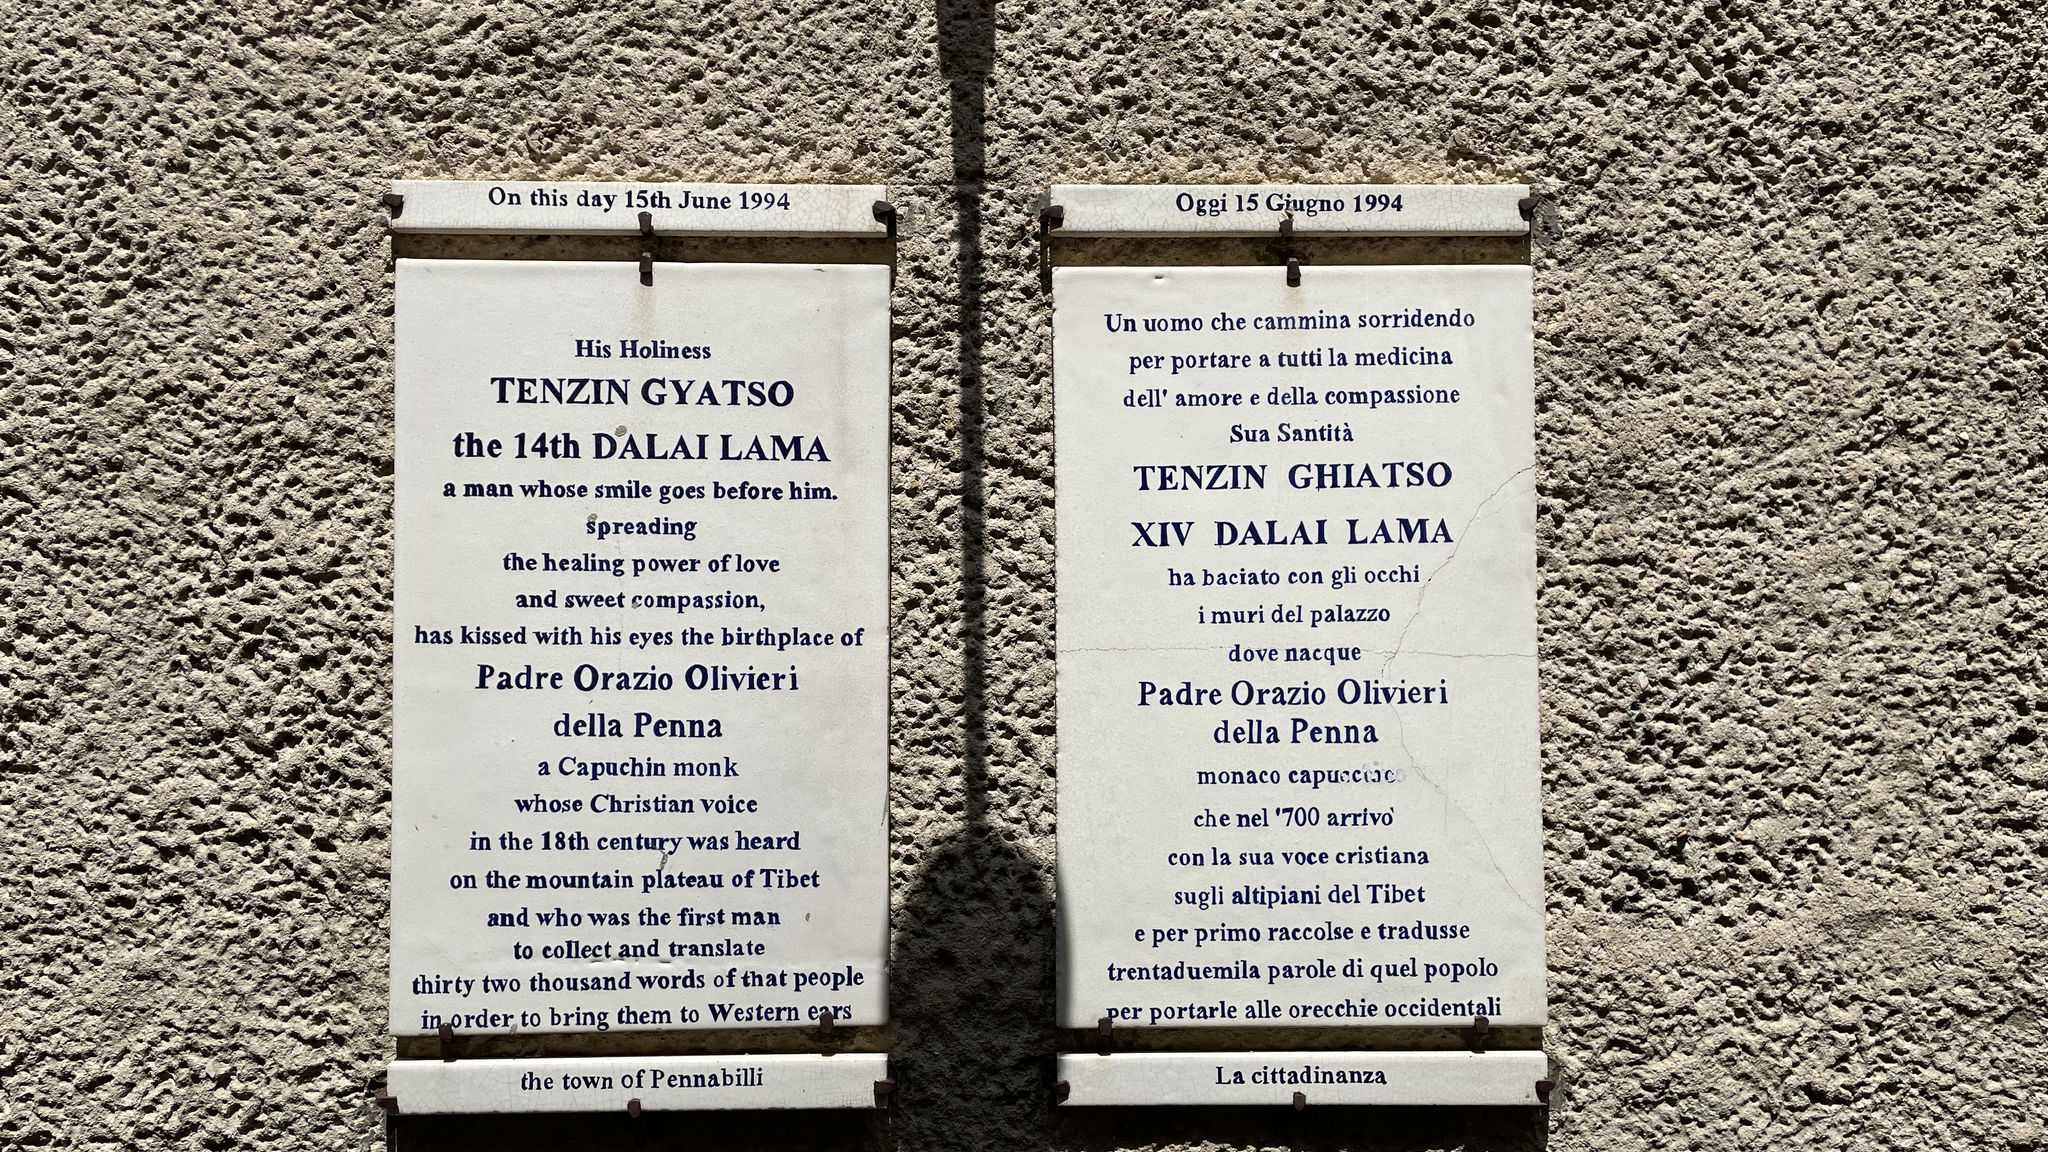 On this day 15th June 1994
His Holiness
TENZIN GYATSO
the 14th DALAI LAMA
a man whose smile goes before him.
spreading
the healing power of love
and sweet compassion,
has kissed with his eyes the birthplace of
Padre Orazio Olivieri
della Penna
a Capuchin monk
whose Christian voice
in the 18th century was heard
on the mountain plateau of Tibet
and who was the first man
to collect and translate
thirty two thousand words of that people
in order to bring them to Western ears
the town of Pennabilli
Oggi 15 Giugno 1994
Un uomo che cammina sorridendo
per portare a tutti la medicina
dell' amore e della compassione
Sua Santità
TENZIN GHIATSO
XIV DALAI LAMA
ha baciato con gli occhi
i muri del palazzo
dove nacque
Padre Orazio Olivieri
della Penna
monaco
che nel '700 arrivò
con la sua voce cristiana
sugli altipiani del Tibet
e per primo raccolse e tradusse
trentaduemila parole di quel popolo
per portarle alle orecchie occidentali
La cittadinanza